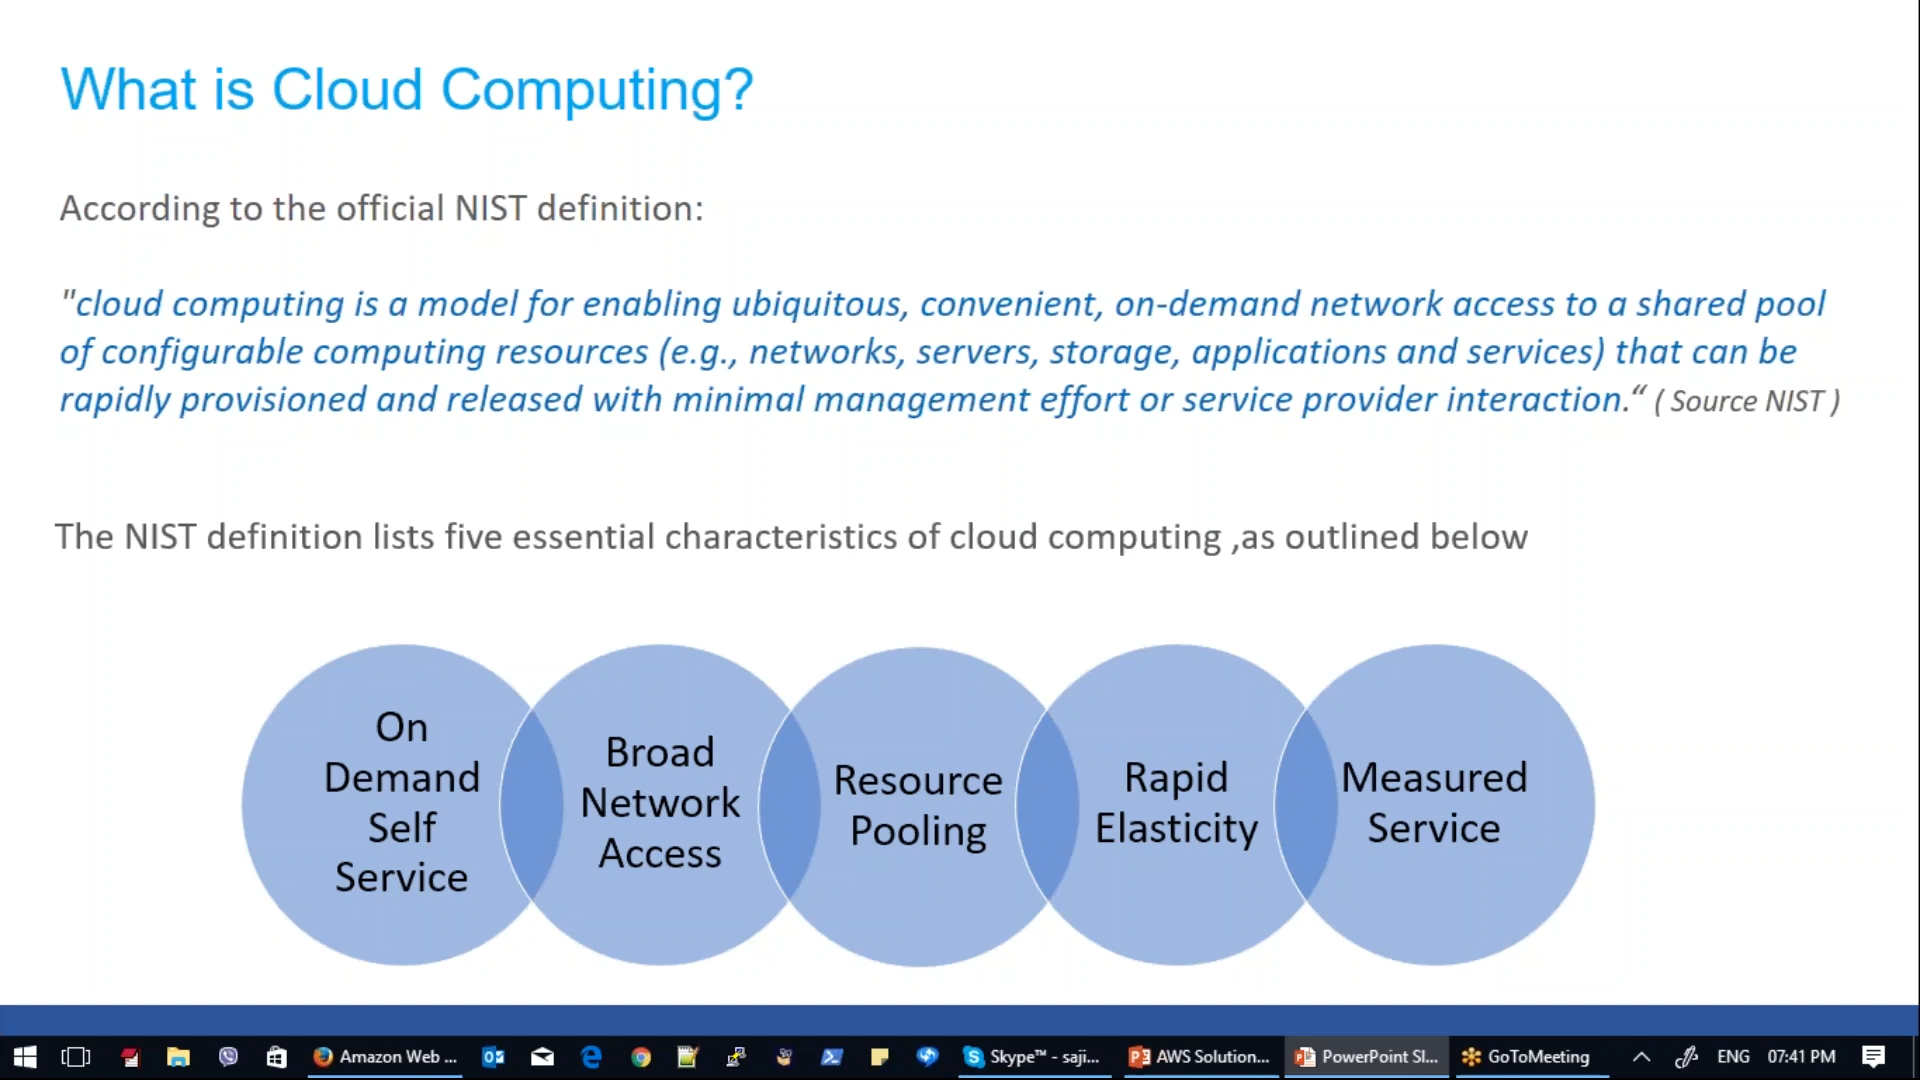 What is Cloud Computing?
According to the official NIST definition:
"cloud computing is a model for enabling ubiquitous, convenient, on-demand network access to a shared pool
of configurable computing resources (e.g., networks, servers, storage, applications and services) that can be
rapidly provisioned and released with minimal management effort or service provider interaction.“ ( Source NIST )
The NIST definition lists five essential characteristics of cloud computing ,as outlined below
On
Demand
Self
Service
Broad
Network
Access
Resource
Pooling
Rapid
Elasticity
Measured
Service
Amazon Web ...
Skype™ - saji...
AWS Solution...
PowerPoint Sl...
GoToMeeting
ENG
07:41 PM